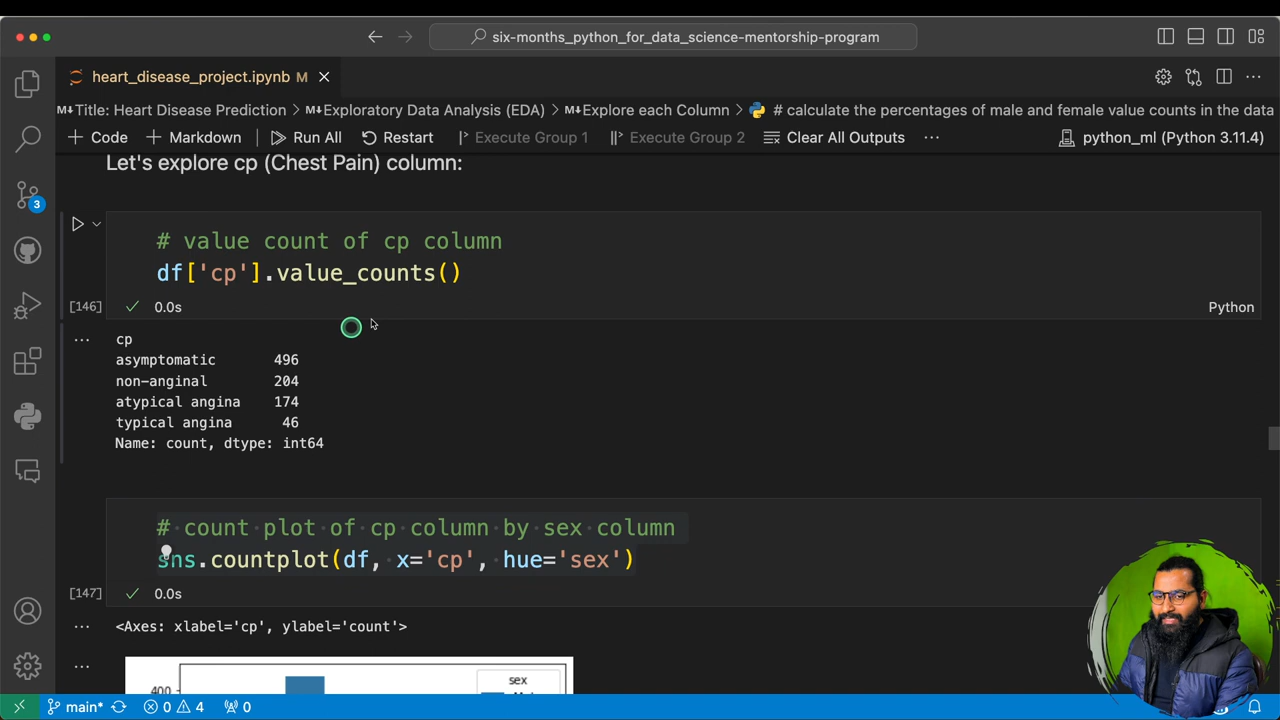 six-months_python_for_data_science-mentorship-program
heart_disease_project.ipynb M
Title: Heart Disease Prediction > Exploratory Data Analysis (EDA) > Explore each Column > # calculate the percentages of male and female value counts in the data
+ Code + Markdown Run All Restart Execute Group 1 Execute Group 2 Clear All Outputs ... python_ml (Python 3.11.4)
Let's explore cp (Chest Pain) column:
# value count of cp column
df['cp'].value_counts()
[146] 0.0s Python
cp
asymptomatic 496
non-anginal 204
atypical angina 174
typical angina 46
Name: count, dtype: int64
# count plot of cp column by sex column
sns.countplot(df, x='cp', hue='sex')
[147] 0.0s
<Axes: xlabel='cp', ylabel='count'>
sex
400
3
main* 0 4 0